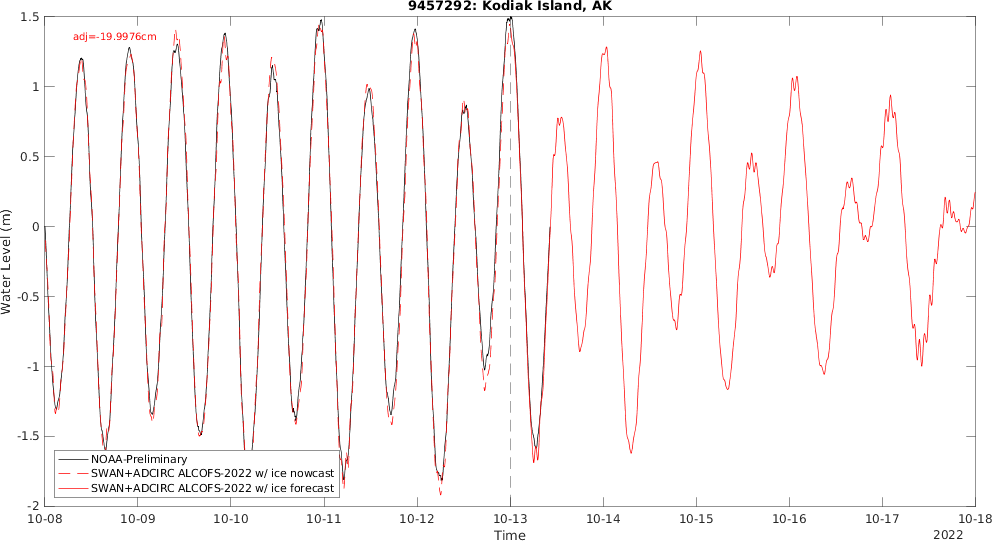 9457292: Kodiak Island, AK
adj=-19.9976cm
1.5
1
0.5
0
-0.5
-1
-1.5
-2
Water Level (m)
NOAA-Preliminary
SWAN+ADCIRC ALCOFS-2022 w/ ice nowcast
SWAN+ADCIRC ALCOFS-2022 w/ ice forecast
10-08 10-09 10-10 10-11 10-12 10-13 10-14 10-15 10-16 10-17 10-18
Time
2022